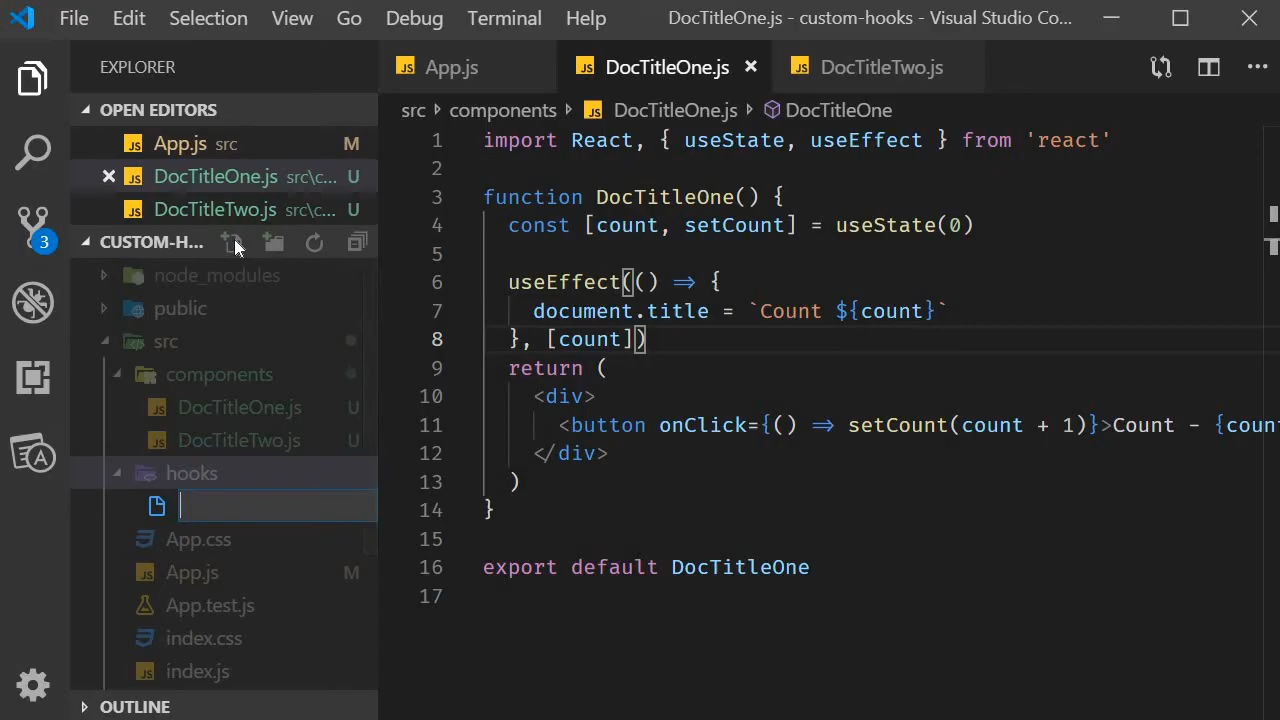 File Edit Selection View Go Debug Terminal Help DocTitleOne.js - custom-hooks - Visual Studio Co...
EXPLORER
App.js DocTitleOne.js DocTitleTwo.js
OPEN EDITORS
App.js src M
DocTitleOne.js src\c... U
DocTitleTwo.js src\c... U
CUSTOM-H...
node_modules
public
src
components
DocTitleOne.js U
DocTitleTwo.js U
hooks
App.css
App.js M
App.test.js
index.css
index.js
OUTLINE
3
src components DocTitleOne.js DocTitleOne
1 import React, { useState, useEffect } from 'react'
2
3 function DocTitleOne() {
4 const [count, setCount] = useState(0)
5
6 useEffect(() => {
7 document.title = `Count ${count}`
8 }, [count])
9 return (
10 <div>
11 <button onClick={() => setCount(count + 1)}>Count - {coun
12 </div>
13 )
14 }
15
16 export default DocTitleOne
17